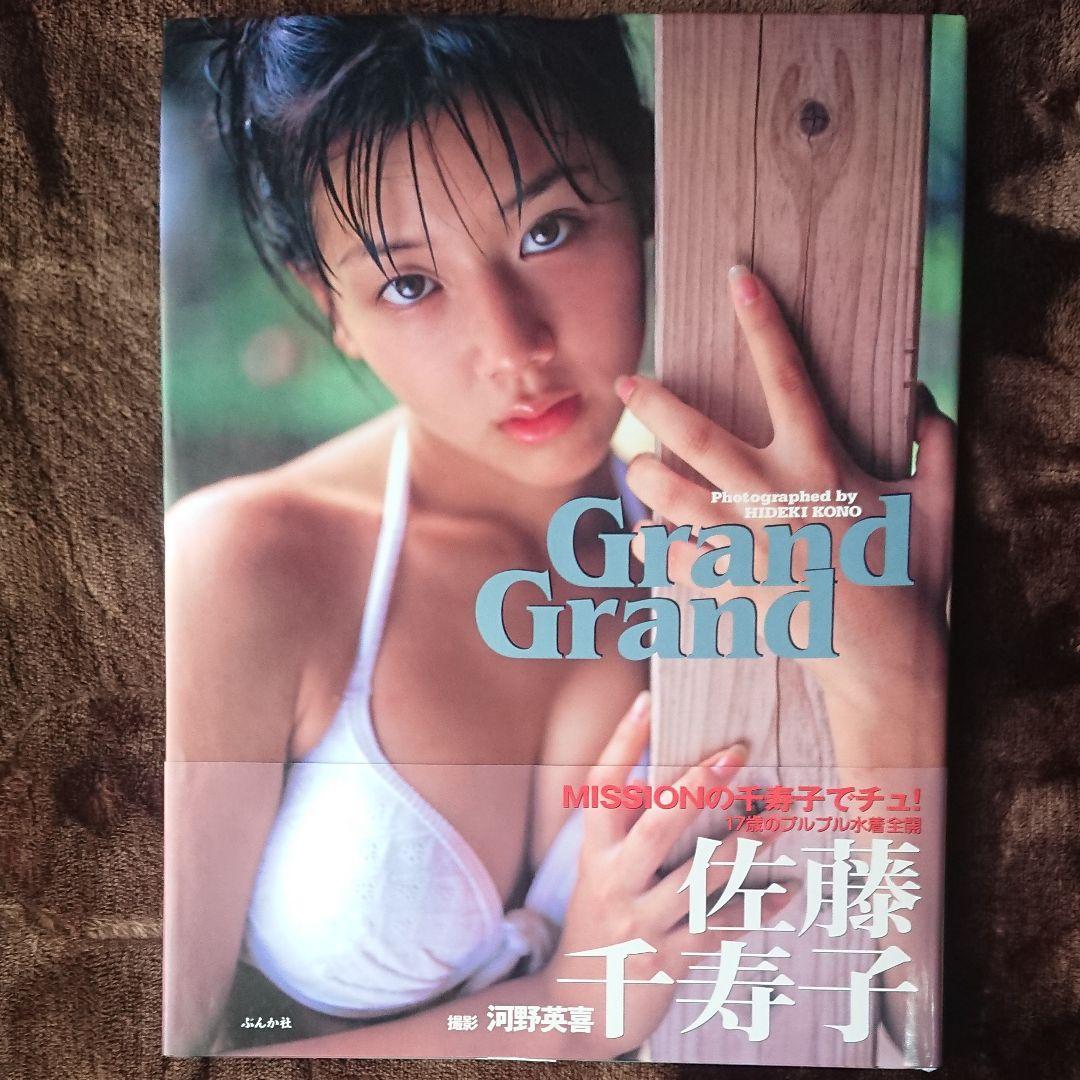 Photographed by
HIDEKI KONO
Grand
Grand
MISSIONの千寿子でチュ!
17歳のプルプル水着全開
佐藤
千寿子
撮影 河野英喜
ぶんか社